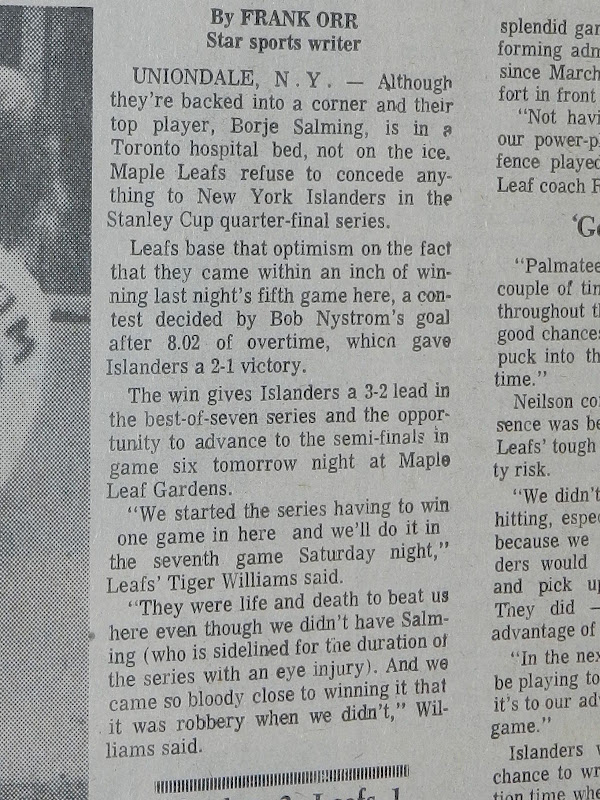 By FRANK ORR
Star sports writer
UNIONDALE, N.Y. — Although
they're backed into a corner and their
top player, Borje Salming, is in a
Toronto hospital bed, not on the ice.
Maple Leafs refuse to concede any-
thing to New York Islanders in the
Stanley Cup quarter-final series.
Leafs base that optimism on the fact
that they came within an inch of win-
ning last night's fifth game here, a con-
test decided by Bob Nystrom's goal
after 8.02 of overtime, which gave
Islanders a 2-1 victory.
The win gives Islanders a 3-2 lead in
the best-of-seven series and the oppor-
tunity to advance to the semi-finals in
game six tomorrow night at Maple
Leaf Gardens.
"We started the series having to win
one game in here and we'll do it in
the seventh game Saturday night,"
Leafs' Tiger Williams said.
"They were life and death to beat us
here even though we didn't have Salm-
ing (who is sidelined for the duration of
the series with an eye injury). And we
came so bloody close to winning it that
it was robbery when we didn't," Wil-
liams said.
splendid
forming
since March
fort in front
"Not
our
fence played
Leaf coach
"Palmatee
couple of
throughout
good chances
puck into
time."
Neilson
sence was
Leafs' tough
ty risk.
"We didn't
hitting,
because we
ders would
and pick
They did —
advantage of
"In the
be playing to
it's to our
game."
Islanders
chance to
tion time